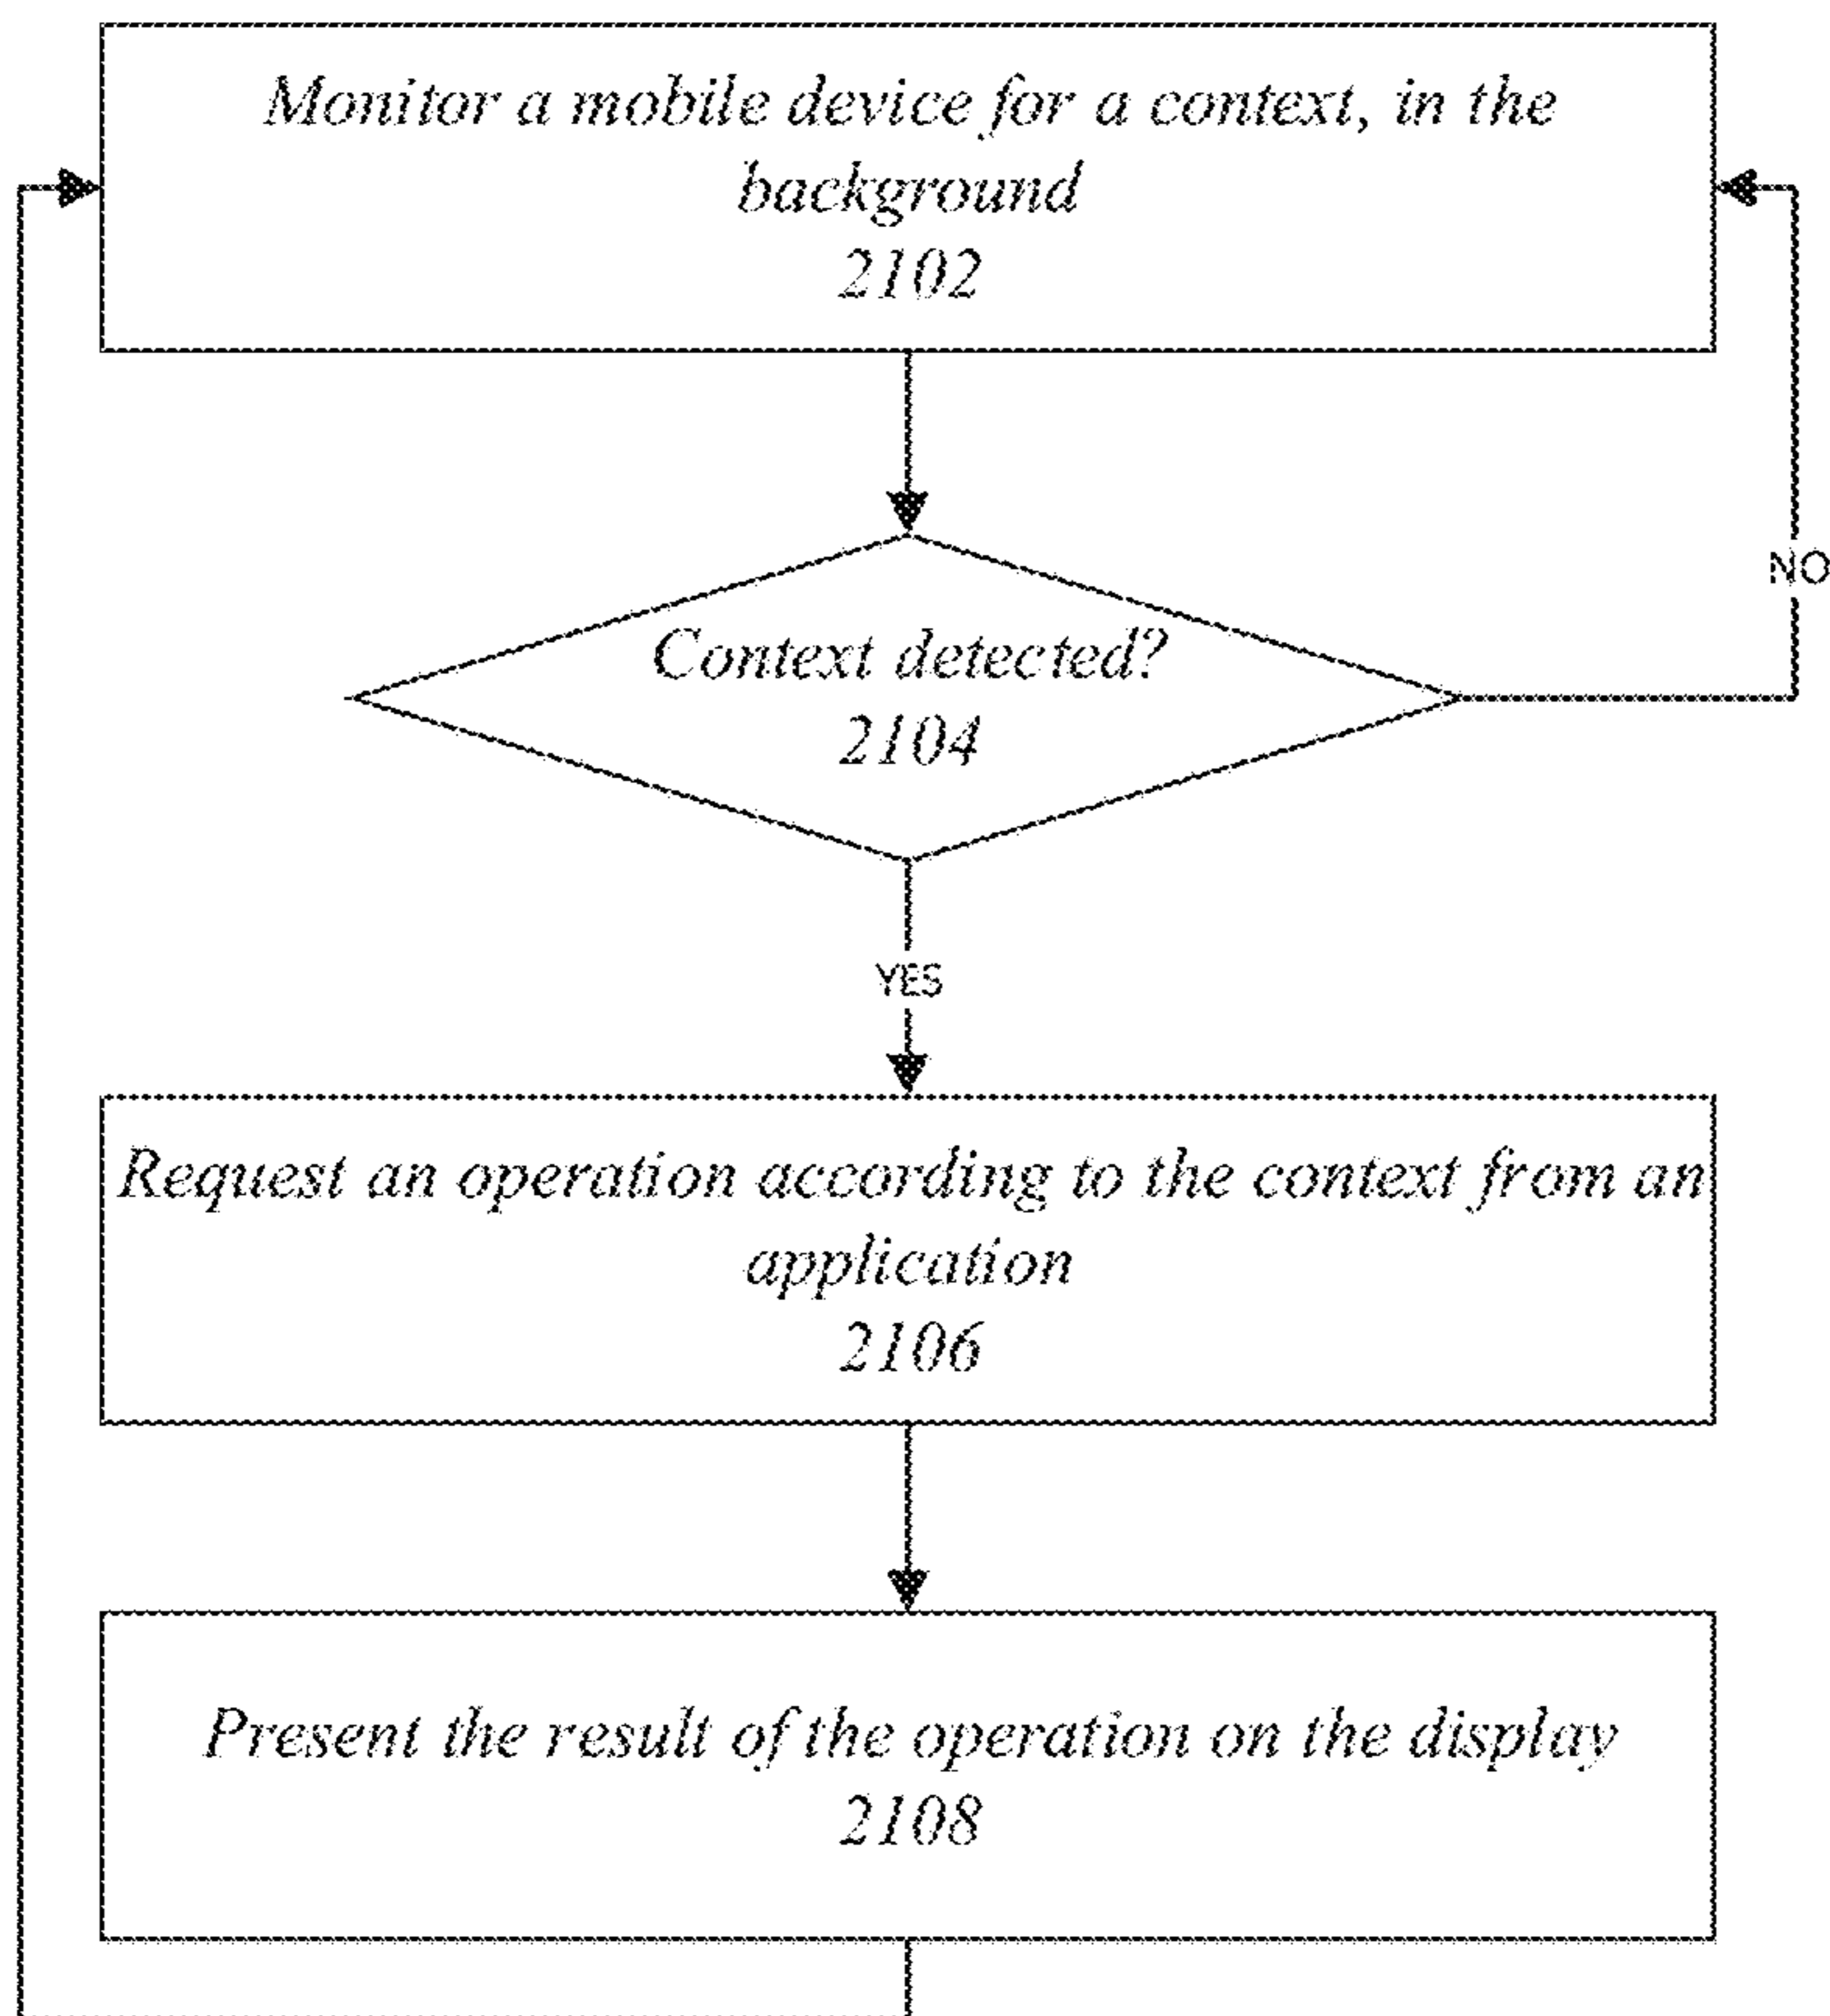 Monitor a mobile device for a context, in the
background
2102
Context detected?
2104
NO
YES
Request an operation according to the context from an
application
2106
Present the result of the operation on the display
2108